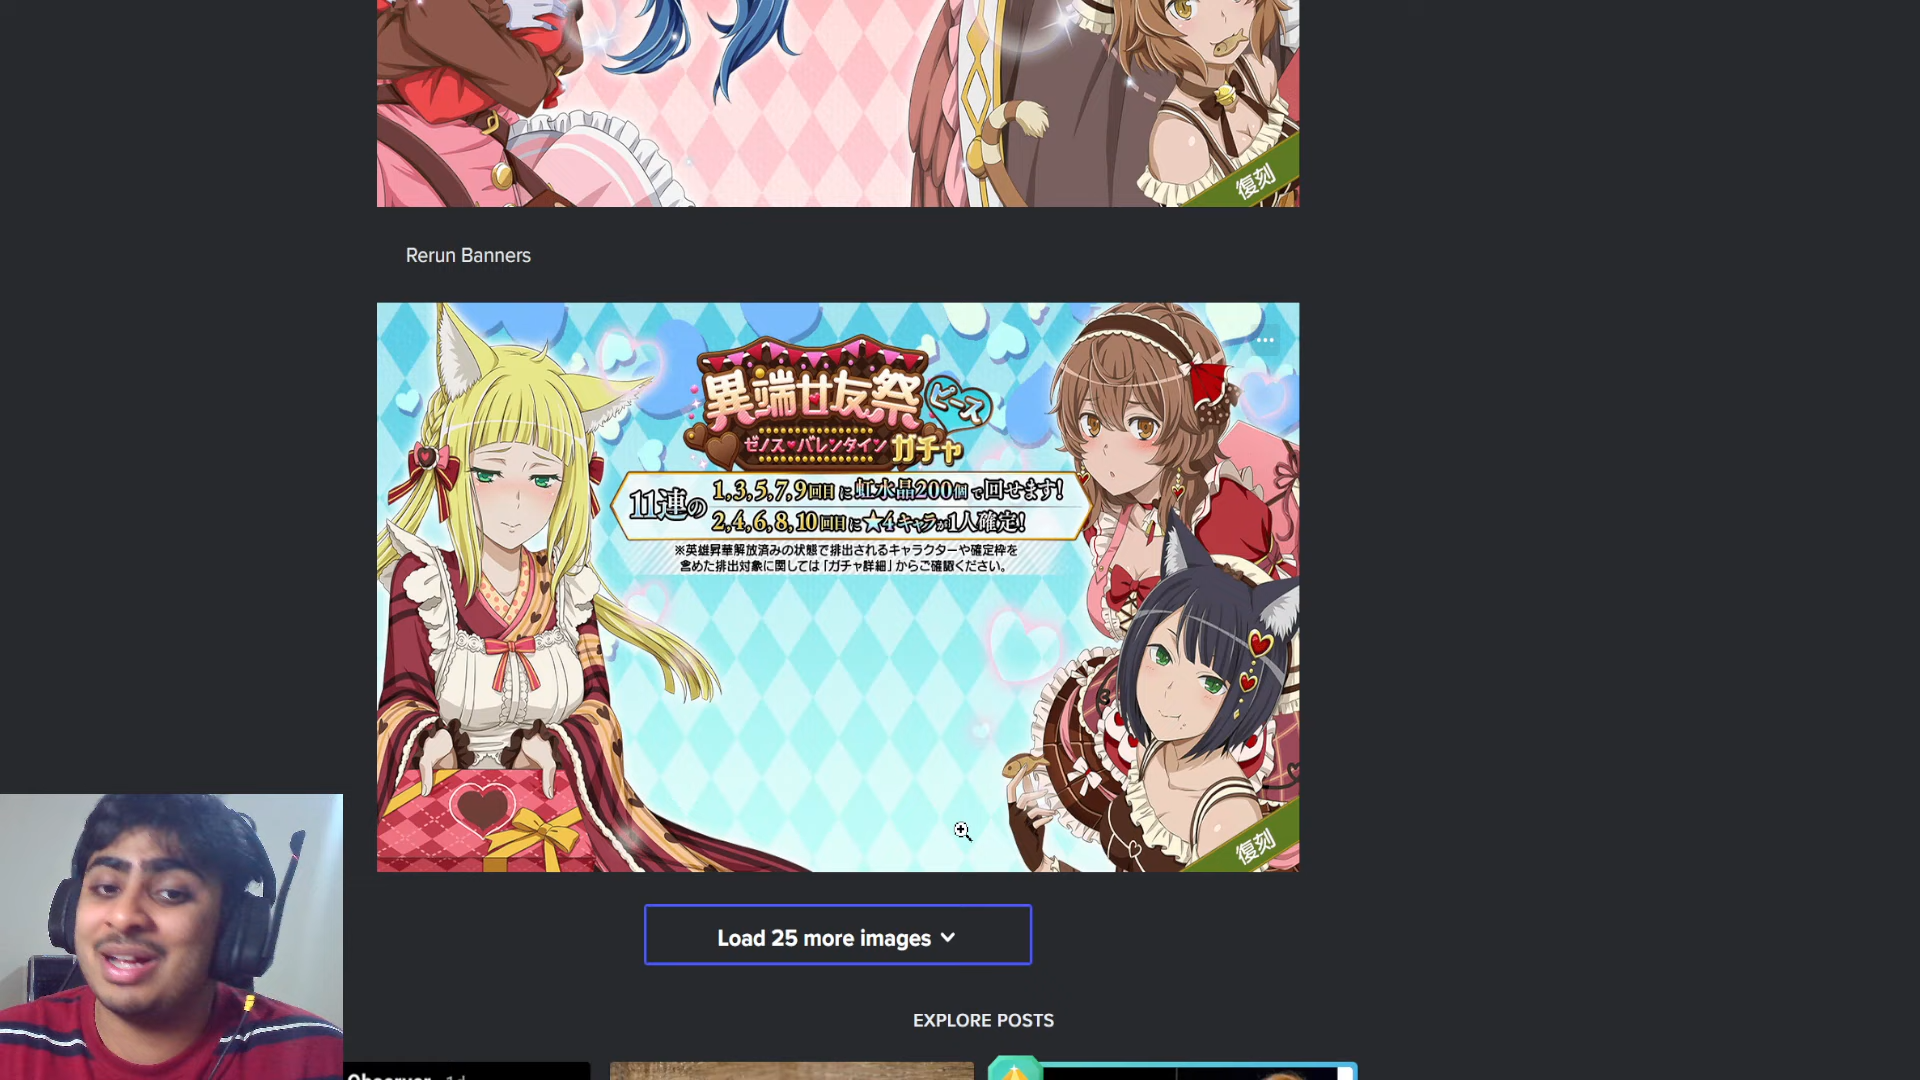 復刻
Rerun Banners
異端廿友祭 ピース
ゼノス♥バレンタイン ガチャ
11連の 1,3,5,7,9回目に虹水晶200個で回せます!
2,4,6,8,10回目に★4キャラが1人確定!
※英雄昇華解放済みの状態で排出されるキャラクターや確定枠を
含めた排出対象に関しては「ガチャ詳細」からご確認ください。
復刻
Load 25 more images
EXPLORE POSTS
Observer 1d